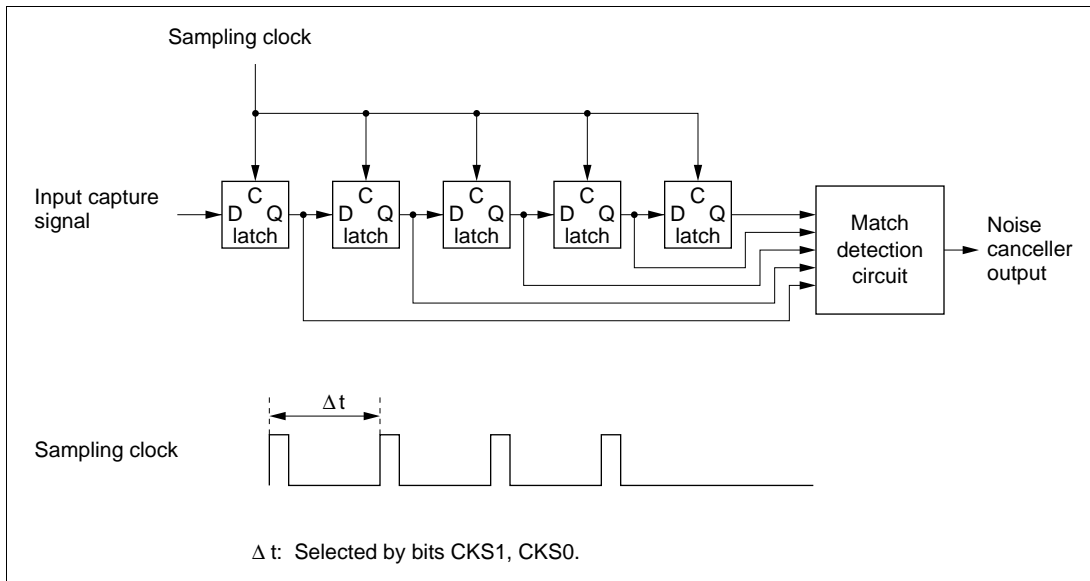 Sampling clock
Input capture
signal
C
D Q
latch
C
D Q
latch
C
D Q
latch
C
D Q
latch
C
D Q
latch
Match
detection
circuit
Noise
canceller
output
Δ t
Sampling clock
Δ t: Selected by bits CKS1, CKS0.